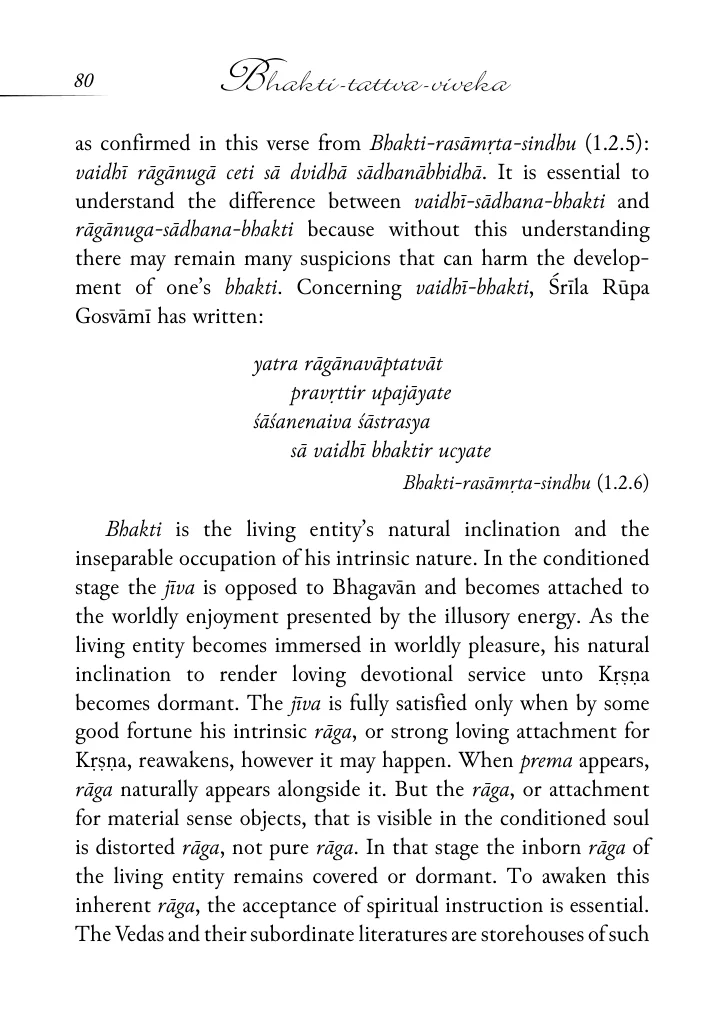 80
Bhakti-tattva-viveka
as confirmed in this verse from Bhakti-rasāmṛta-sindhu (1.2.5):
vaidhī rāgānugā ceti sā dvidhā sādhanābhidhā. It is essential to
understand the difference between vaidhī-sādhana-bhakti and
rāgānuga-sādhana-bhakti because without this understanding
there may remain many suspicions that can harm the develop-
ment of one’s bhakti. Concerning vaidhī-bhakti, Śrīla Rūpa
Gosvāmī has written:
yatra rāgānavāptatvāt
pravṛttir upajāyate
śāśanenaiva śāstrasya
sā vaidhī bhaktir ucyate
Bhakti-rasāmṛta-sindhu (1.2.6)
Bhakti is the living entity’s natural inclination and the
inseparable occupation of his intrinsic nature. In the conditioned
stage the jīva is opposed to Bhagavān and becomes attached to
the worldly enjoyment presented by the illusory energy. As the
living entity becomes immersed in worldly pleasure, his natural
inclination to render loving devotional service unto Kṛṣṇa
becomes dormant. The jīva is fully satisfied only when by some
good fortune his intrinsic rāga, or strong loving attachment for
Kṛṣṇa, reawakens, however it may happen. When prema appears,
rāga naturally appears alongside it. But the rāga, or attachment
for material sense objects, that is visible in the conditioned soul
is distorted rāga, not pure rāga. In that stage the inborn rāga of
the living entity remains covered or dormant. To awaken this
inherent rāga, the acceptance of spiritual instruction is essential.
The Vedas and their subordinate literatures are storehouses of such